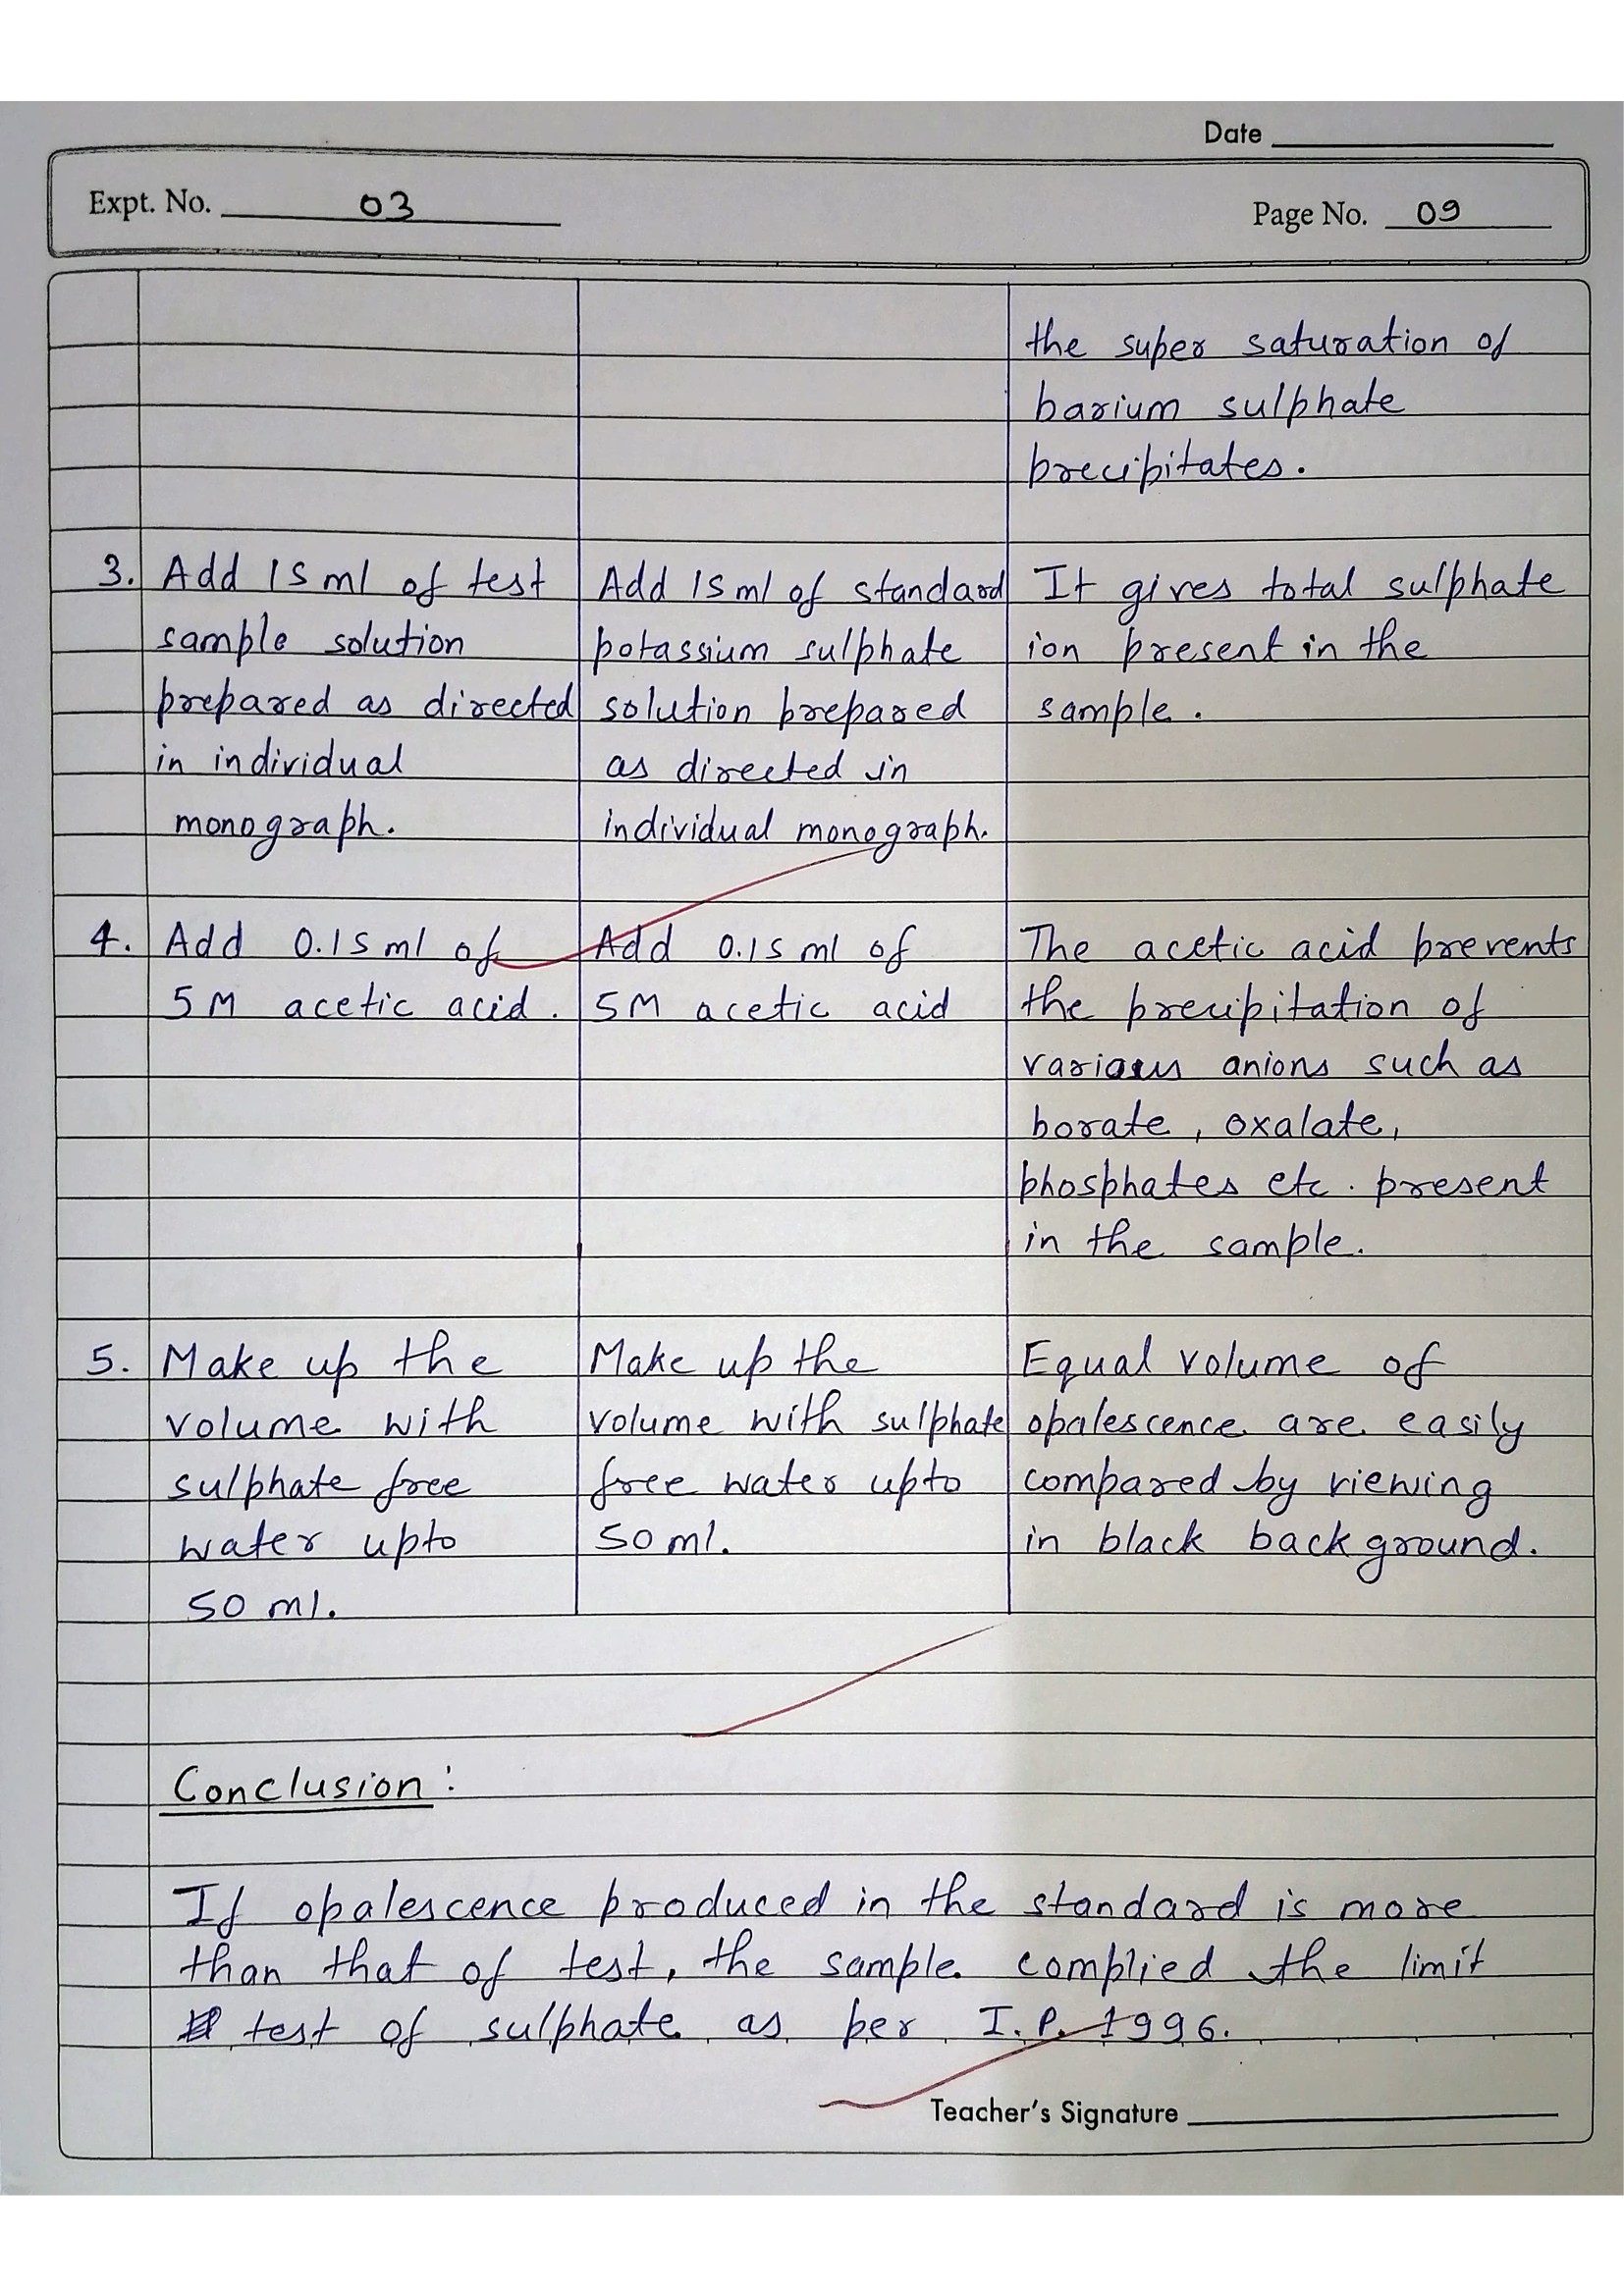 Date
Expt. No. 03
Page No. 09
the super saturation of
barium sulphate
precipitates.
3. Add 15 ml of test
sample solution
prepared as directed
in individual
monograph.
Add 15 ml of standard
potassium sulphate
solution prepared
as directed in
individual monograph.
It gives total sulphate
ion present in the
sample.
4. Add 0.15 ml of
5 M acetic acid.
Add 0.15 ml of
5M acetic acid
The acetic acid prevents
the precipitation of
various anions such as
borate, oxalate,
phosphates etc. present
in the sample.
5. Make up the
volume with
sulphate free
water upto
50 ml.
Make up the
volume with sulphate
free water upto
50 ml.
Equal volume of
opalescence are easily
compared by viewing
in black background.
Conclusion:
If opalescence produced in the standard is more
than that of test, the sample complied the limit
test of sulphate as per I.P. 1996.
Teacher's Signature